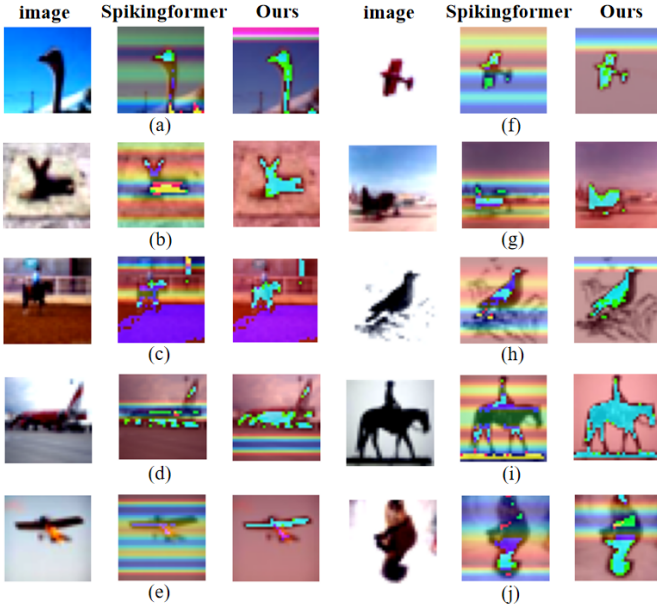 image Spikingformer Ours image Spikingformer Ours
(a) (f)
(b) (g)
(c) (h)
(d) (i)
(e) (j)